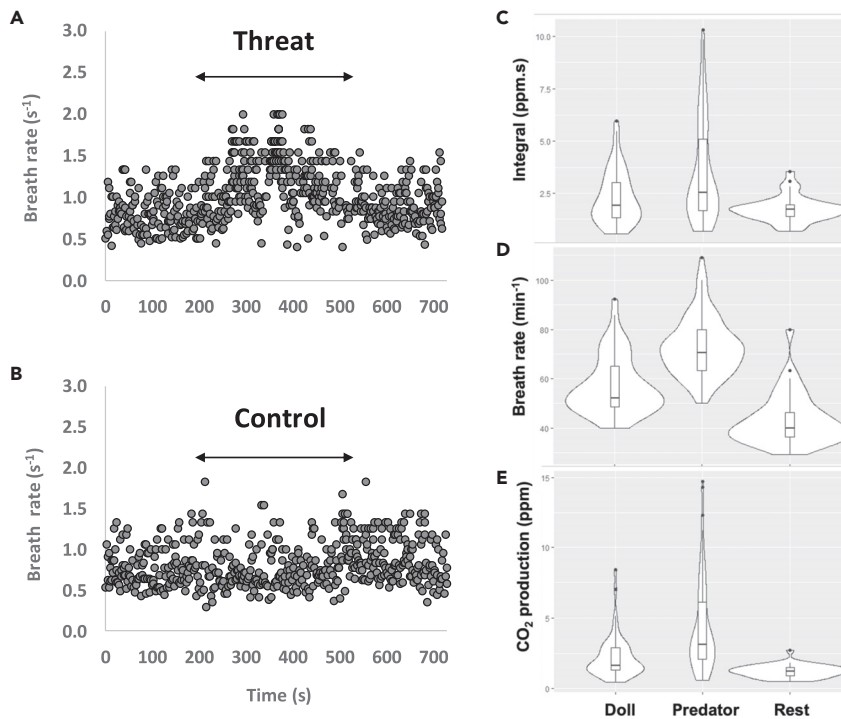 A
Threat
Breath rate (s⁻¹)
3.0
2.5
2.0
1.5
1.0
0.5
0.0
0 100 200 300 400 500 600 700
B
Control
Breath rate (s⁻¹)
3.0
2.5
2.0
1.5
1.0
0.5
0.0
0 100 200 300 400 500 600 700
Time (s)
C
Integral (ppm.s)
10.0
7.5
5.0
2.5
D
Breath rate (min⁻¹)
100
80
60
40
E
CO₂ production (ppm)
15
10
5
0
Doll Predator Rest